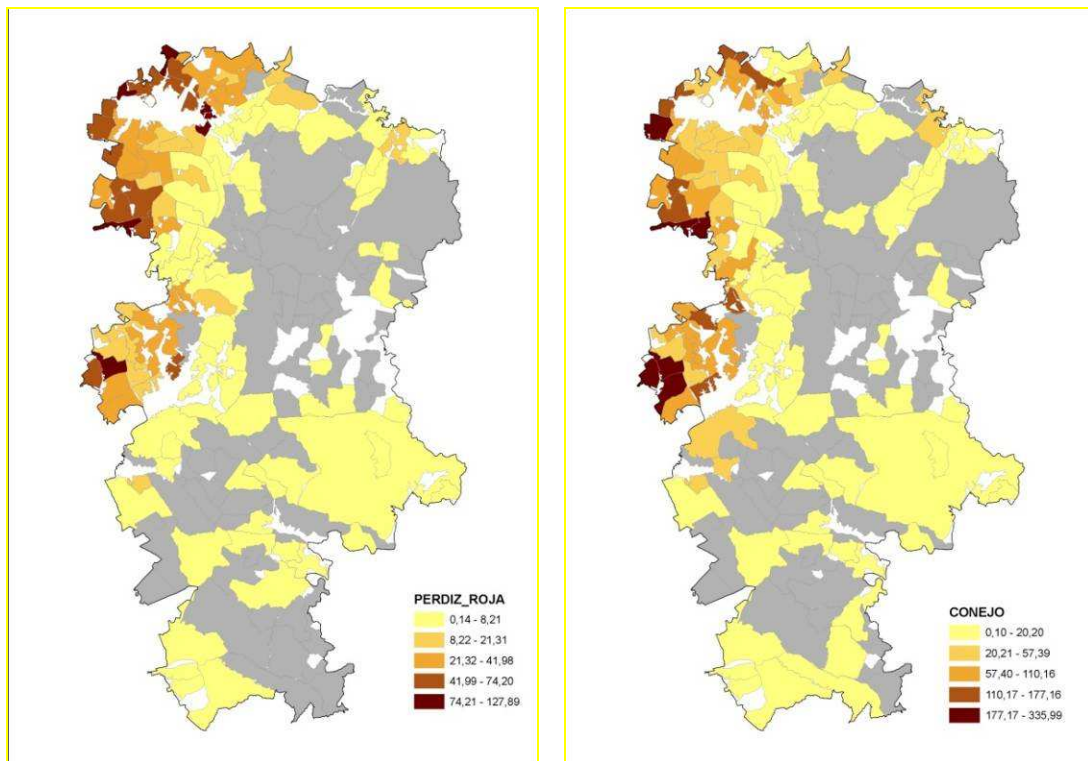 PERDIZ_ROJA
0,14 - 8,21
8,22 - 21,31
21,32 - 41,98
41,99 - 74,20
74,21 - 127,89
CONEJO
0,10 - 20,20
20,21 - 57,39
57,40 - 110,16
110,17 - 177,16
177,17 - 335,99